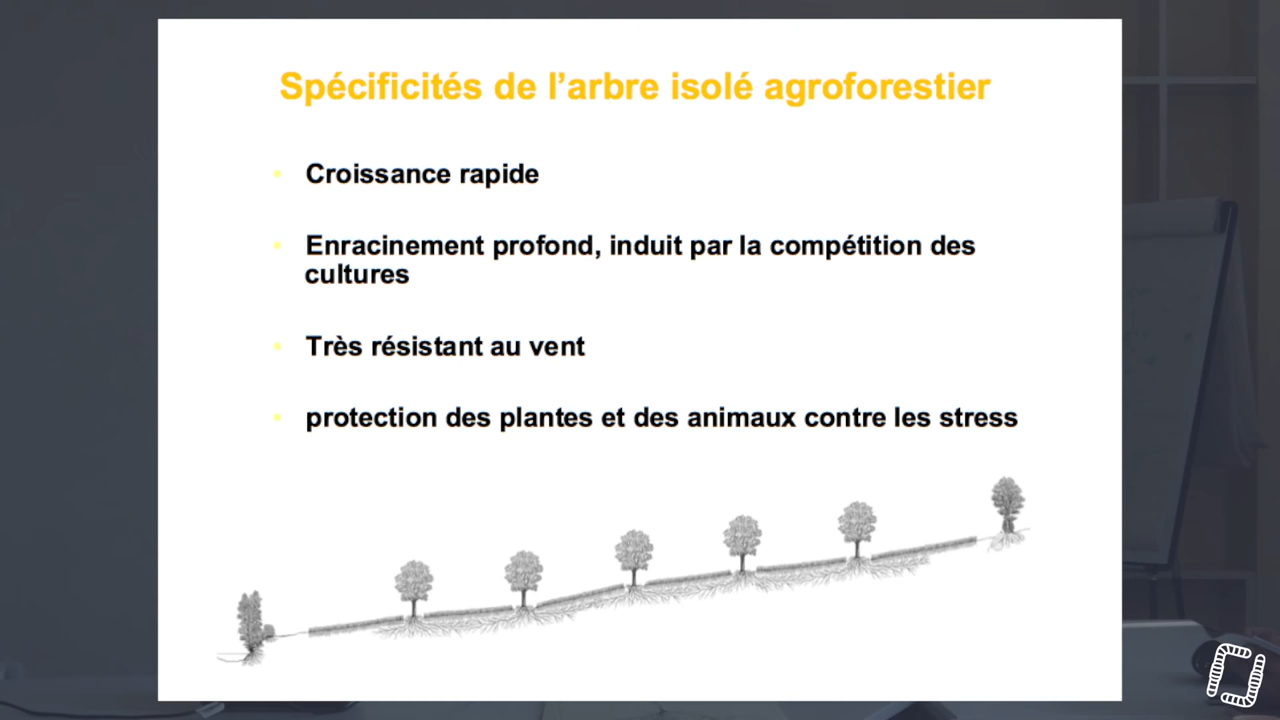 Spécificités de l’arbre isolé agroforestier
• Croissance rapide
• Enracinement profond, induit par la compétition des
cultures
• Très résistant au vent
• protection des plantes et des animaux contre les stress